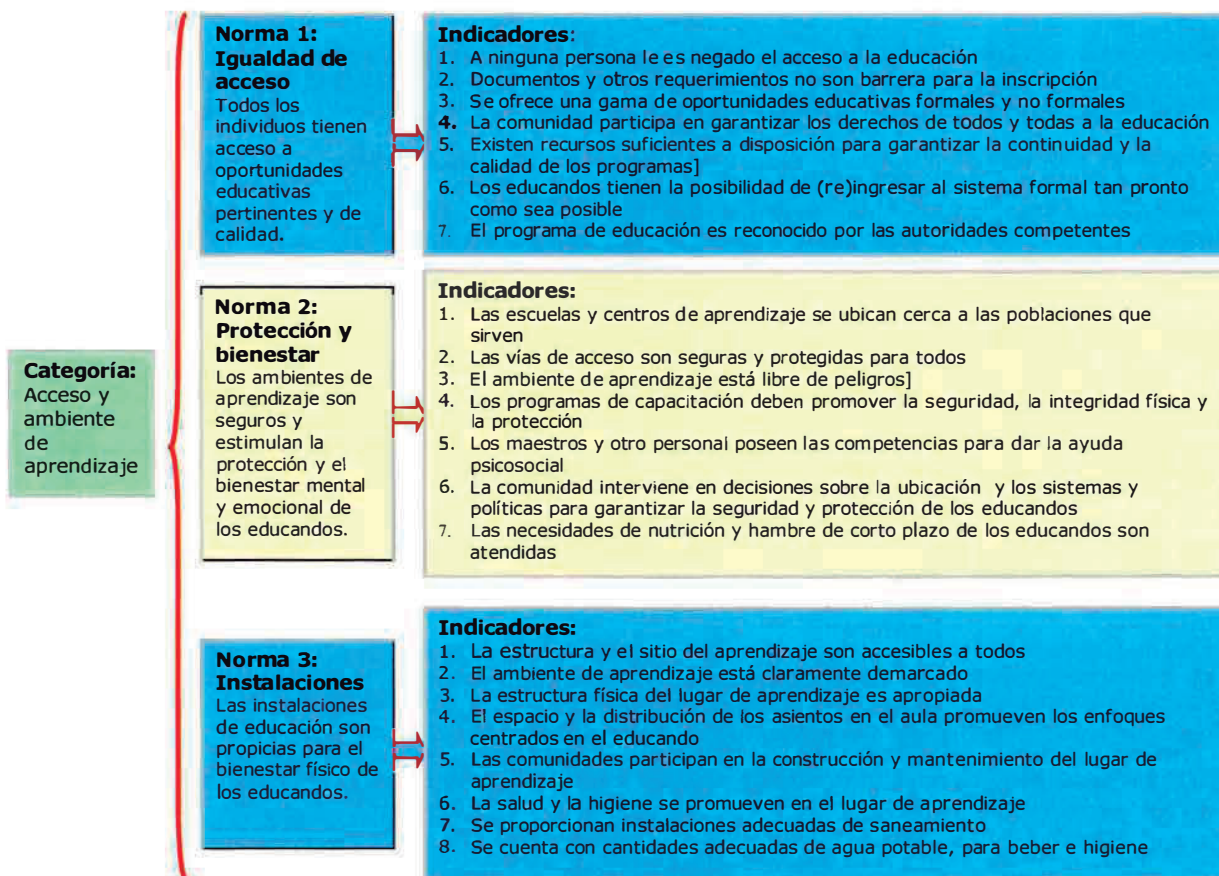 Categoría:
Acceso y
ambiente
de
aprendizaje
Norma 1:
Igualdad de
acceso
Todos los
individuos tienen
acceso a
oportunidades
educativas
pertinentes y de
calidad.
Indicadores:
1. A ninguna persona le es negado el acceso a la educación
2. Documentos y otros requerimientos no son barrera para la inscripción
3. Se ofrece una gama de oportunidades educativas formales y no formales
4. La comunidad participa en garantizar los derechos de todos y todas a la educación
5. Existen recursos suficientes a disposición para garantizar la continuidad y la
calidad de los programas]
6. Los educandos tienen la posibilidad de (re)ingresar al sistema formal tan pronto
como sea posible
7. El programa de educación es reconocido por las autoridades competentes
Norma 2:
Protección y
bienestar
Los ambientes de
aprendizaje son
seguros y
estimulan la
protección y el
bienestar mental
y emocional de
los educandos.
Indicadores:
1. Las escuelas y centros de aprendizaje se ubican cerca a las poblaciones que
sirven
2. Las vías de acceso son seguras y protegidas para todos
3. El ambiente de aprendizaje está libre de peligros]
4. Los programas de capacitación deben promover la seguridad, la integridad física y
la protección
5. Los maestros y otro personal poseen las competencias para dar la ayuda
psicosocial
6. La comunidad interviene en decisiones sobre la ubicación y los sistemas y
políticas para garantizar la seguridad y protección de los educandos
7. Las necesidades de nutrición y hambre de corto plazo de los educandos son
atendidas
Norma 3:
Instalaciones
Las instalaciones
de educación son
propicias para el
bienestar físico de
los educandos.
Indicadores:
1. La estructura y el sitio del aprendizaje son accesibles a todos
2. El ambiente de aprendizaje está claramente demarcado
3. La estructura física del lugar de aprendizaje es apropiada
4. El espacio y la distribución de los asientos en el aula promueven los enfoques
centrados en el educando
5. Las comunidades participan en la construcción y mantenimiento del lugar de
aprendizaje
6. La salud y la higiene se promueven en el lugar de aprendizaje
7. Se proporcionan instalaciones adecuadas de saneamiento
8. Se cuenta con cantidades adecuadas de agua potable, para beber e higiene